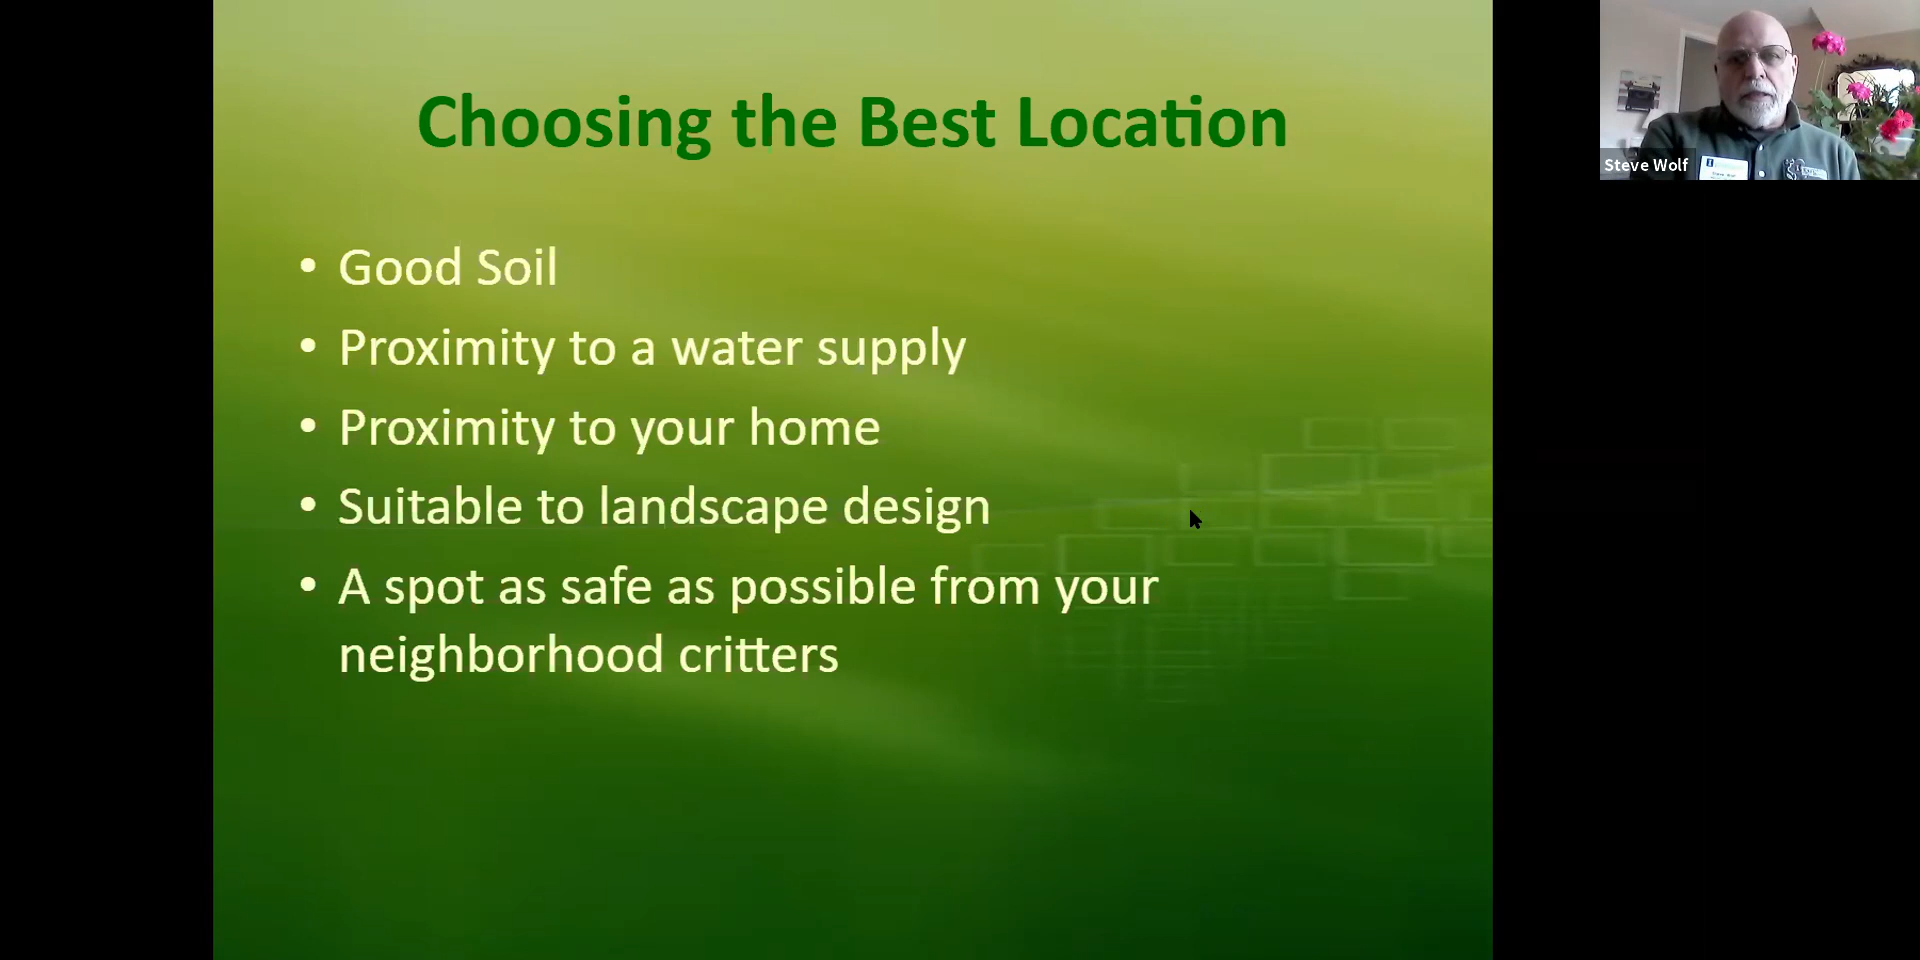 Choosing the Best Location
• Good Soil
• Proximity to a water supply
• Proximity to your home
• Suitable to landscape design
• A spot as safe as possible from your
neighborhood critters
Steve Wolf